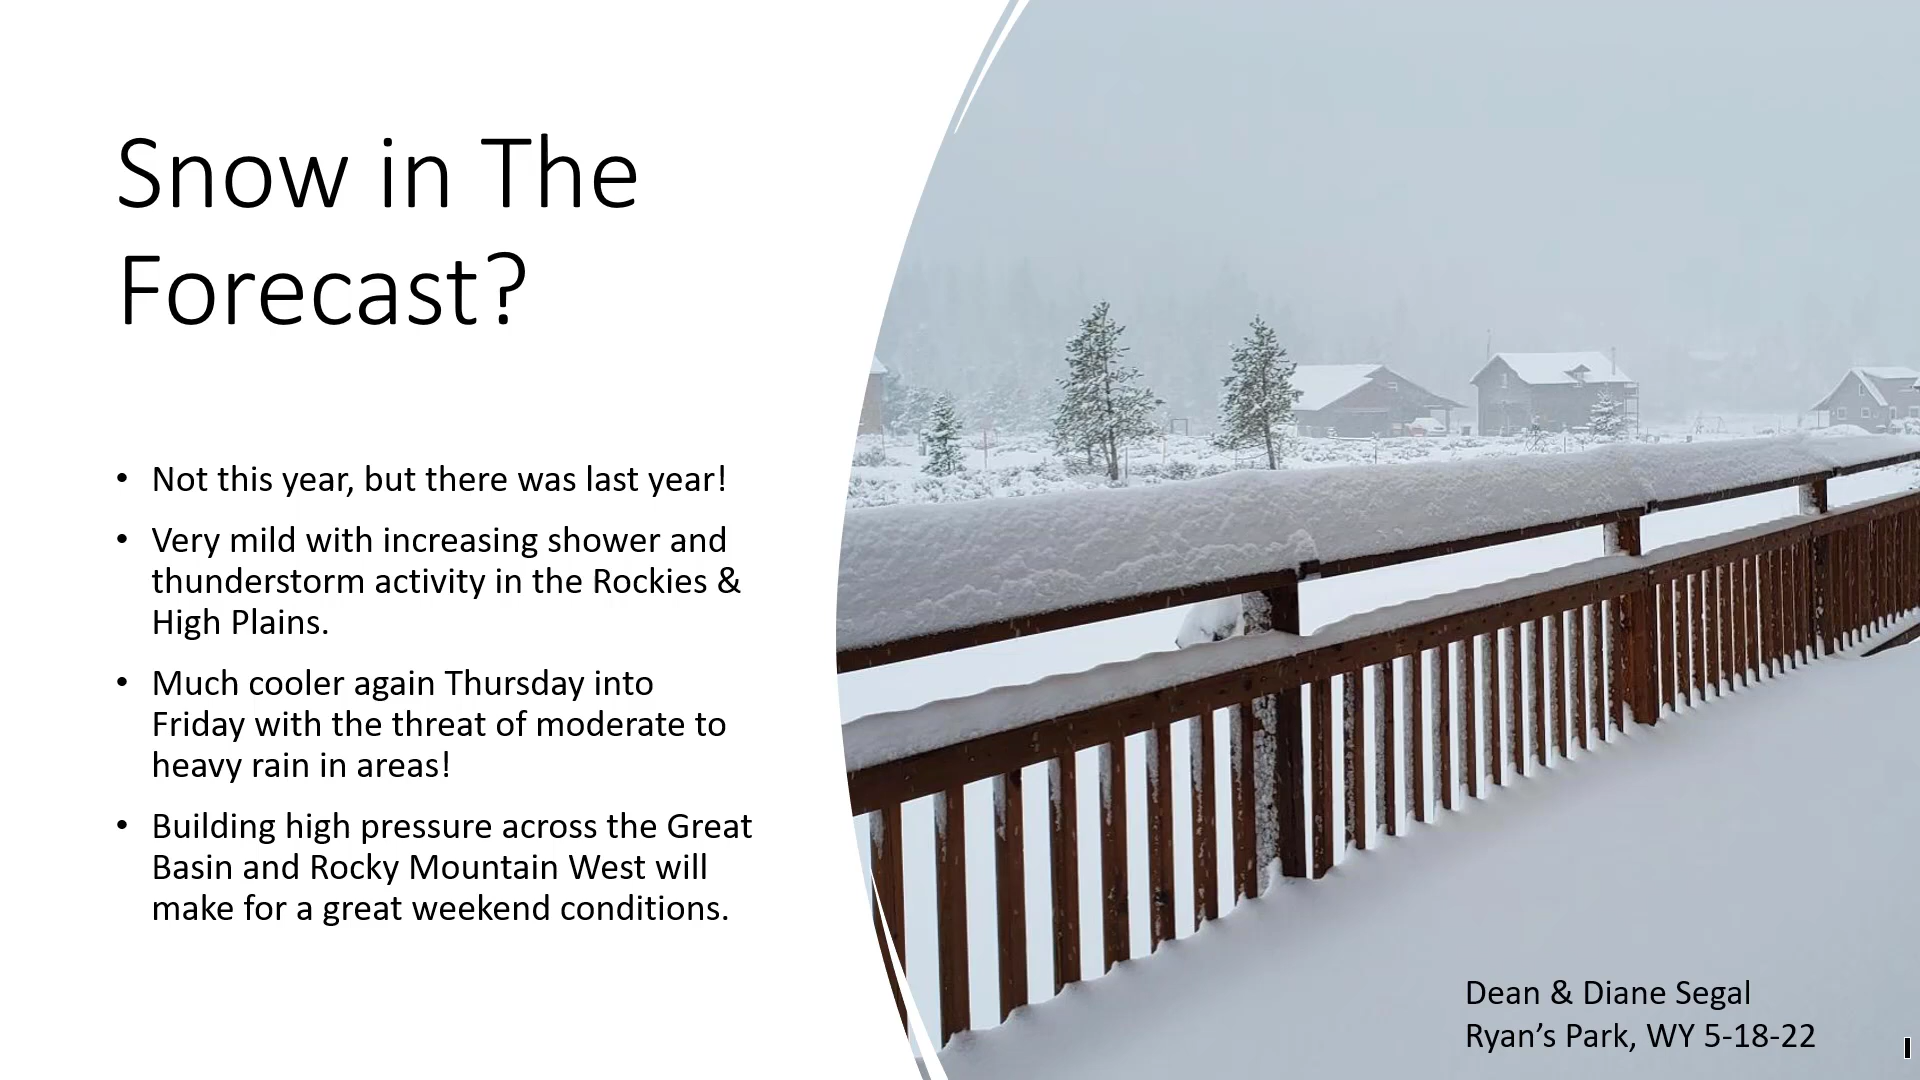 Snow in The
Forecast?
• Not this year, but there was last year!
• Very mild with increasing shower and
thunderstorm activity in the Rockies &
High Plains.
• Much cooler again Thursday into
Friday with the threat of moderate to
heavy rain in areas!
• Building high pressure across the Great
Basin and Rocky Mountain West will
make for a great weekend conditions.
Dean & Diane Segal
Ryan’s Park, WY 5-18-22